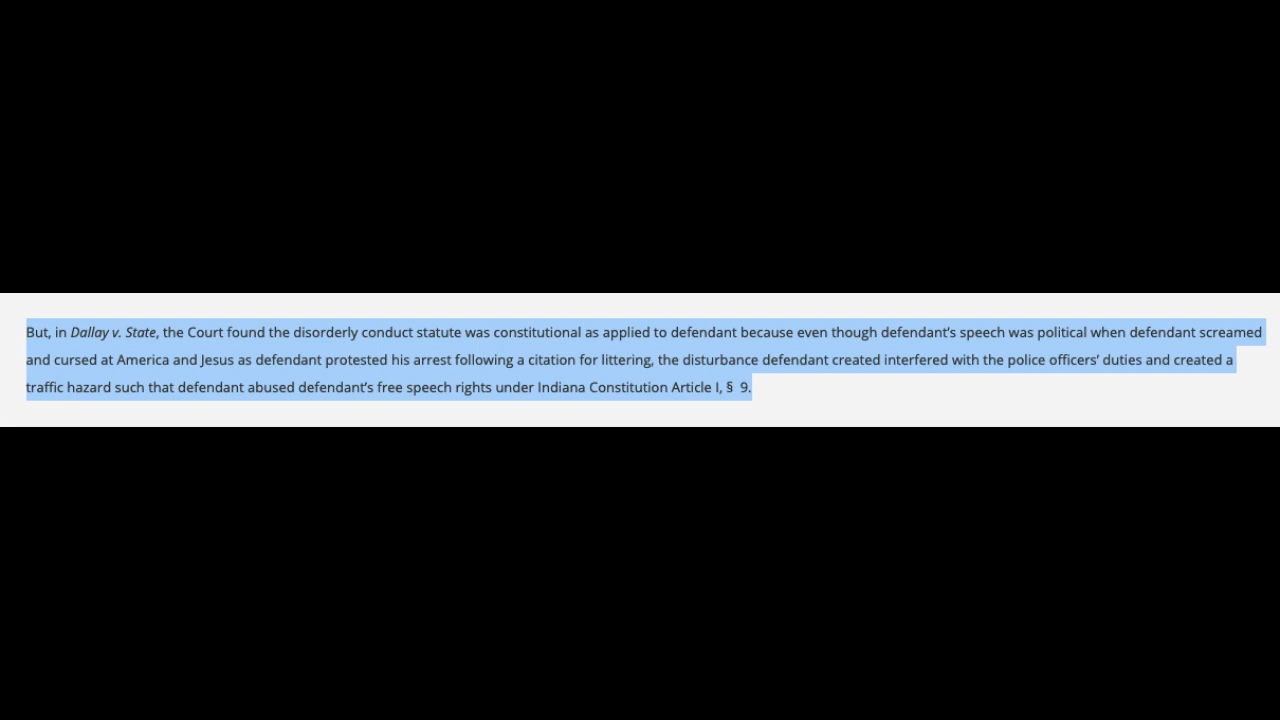 But, in Dallay v. State, the Court found the disorderly conduct statute was constitutional as applied to defendant because even though defendant’s speech was political when defendant screamed
and cursed at America and Jesus as defendant protested his arrest following a citation for littering, the disturbance defendant created interfered with the police officers’ duties and created a
traffic hazard such that defendant abused defendant’s free speech rights under Indiana Constitution Article I, § 9.